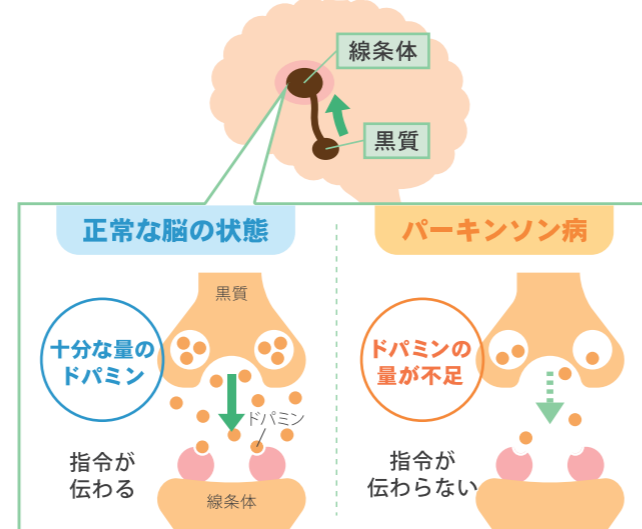 線条体
黒質
正常な脳の状態
黒質
十分な量の
ドパミン
ドパミン
指令が
伝わる
線条体
パーキンソン病
ドパミンの
量が不足
指令が
伝わらない